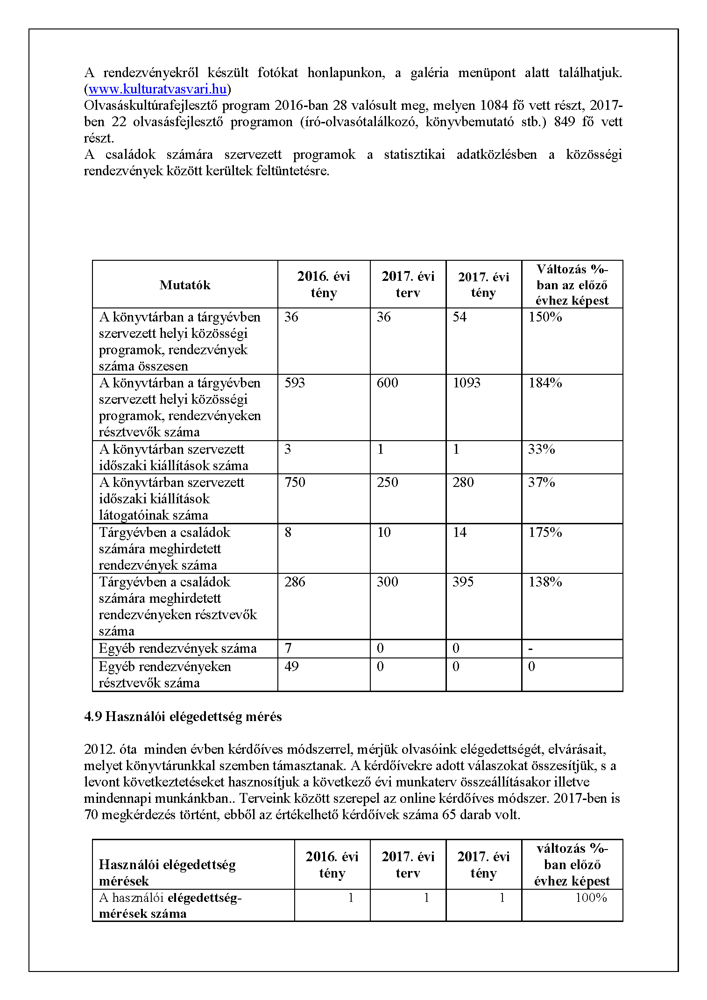 A rendezvényekről készült fotókat honlapunkon, a galéria menüpont alatt találhatjuk.
(www.kulturatvasvari.hu)
Olvasáskultúrafejlesztő program 2016-ban 28 valósult meg, melyen 1084 fő vett részt, 2017-
ben 22 olvasásfejlesztő programon (író-olvasótalálkozó, könyvbemutató stb.) 849 fő vett
részt.
A családok számára szervezett programok a statisztikai adatközlésben a közösségi
rendezvények között kerültek feltüntetésre.
Mutatók
2016. évi
tény
2017. évi
terv
2017. évi
tény
Változás %-
ban az előző
évhez képest
A könyvtárban a tárgyévben 36 36 54 150%
szervezett helyi közösségi
programok, rendezvények
száma összesen
A könyvtárban a tárgyévben 593 600 1093 184%
szervezett helyi közösségi
programok, rendezvényeken
résztvevők száma
A könyvtárban szervezett 3 1 1 33%
időszaki kiállítások száma
A könyvtárban szervezett 750 250 280 37%
időszaki kiállítások
látogatóinak száma
Tárgyévben a családok 8 10 14 175%
számára meghirdetett
rendezvények száma
Tárgyévben a családok 286 300 395 138%
számára meghirdetett
rendezvényeken résztvevők
száma
Egyéb rendezvények száma 7 0 0 -
Egyéb rendezvényeken 49 0 0 0
résztvevők száma
4.9 Használói elégedettség mérés
2012. óta  minden évben kérdőíves módszerrel, mérjük olvasóink elégedettségét, elvárásait,
melyet könyvtárunkkal szemben támasztanak. A kérdőívekre adott válaszokat összesítjük, s a
levont következtetéseket hasznosítjuk a következő évi munkaterv összeállításakor illetve
mindennapi munkánkban.. Terveink között szerepel az online kérdőíves módszer. 2017-ben is
70 megkérdezés történt, ebből az értékelhető kérdőívek száma 65 darab volt.
Használói elégedettség
mérések
2016. évi
tény
2017. évi
terv
2017. évi
tény
változás %-
ban előző
évhez képest
A használói elégedettség- 1 1 1 100%
mérések száma